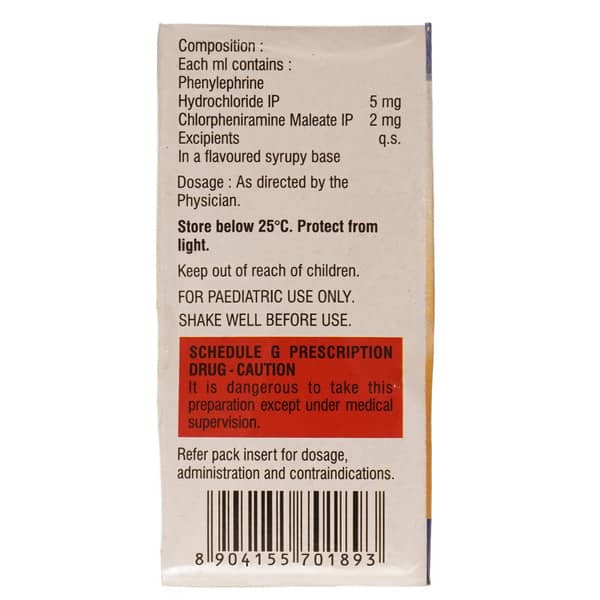 Composition :
Each ml contains :
Phenylephrine
Hydrochloride IP 5 mg
Chlorpheniramine Maleate IP 2 mg
Excipients q.s.
In a flavoured syrupy base
Dosage : As directed by the
Physician.
Store below 25°C. Protect from
light.
Keep out of reach of children.
FOR PAEDIATRIC USE ONLY.
SHAKE WELL BEFORE USE.
SCHEDULE G PRESCRIPTION
DRUG - CAUTION
It is dangerous to take this
preparation except under medical
supervision.
Refer pack insert for dosage,
administration and contraindications.
8 904155 701893